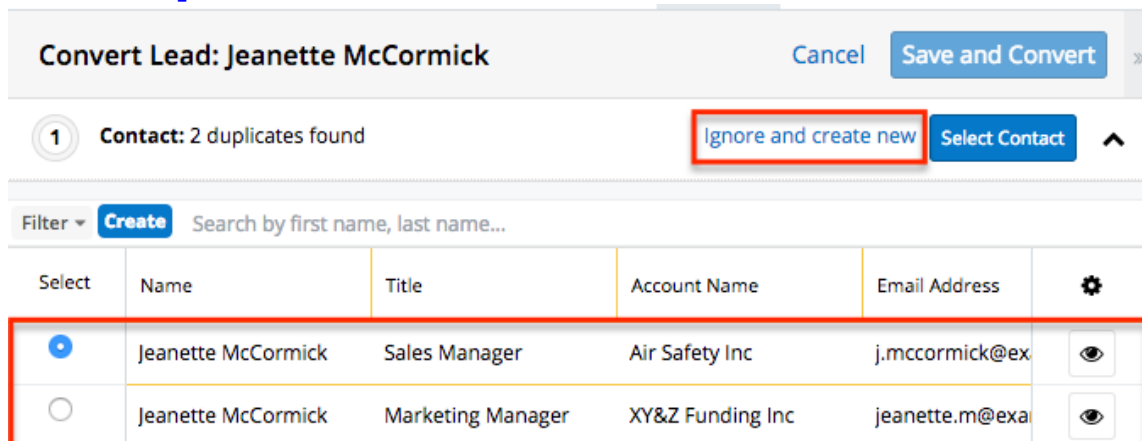 Convert Lead: Jeanette McCormick Cancel Save and Convert »
1 Contact: 2 duplicates found Ignore and create new Select Contact
Filter Create Search by first name, last name...
Select Name Title Account Name Email Address
Jeanette McCormick Sales Manager Air Safety Inc j.mccormick@ex
Jeanette McCormick Marketing Manager XY&Z Funding Inc jeanette.m@exa